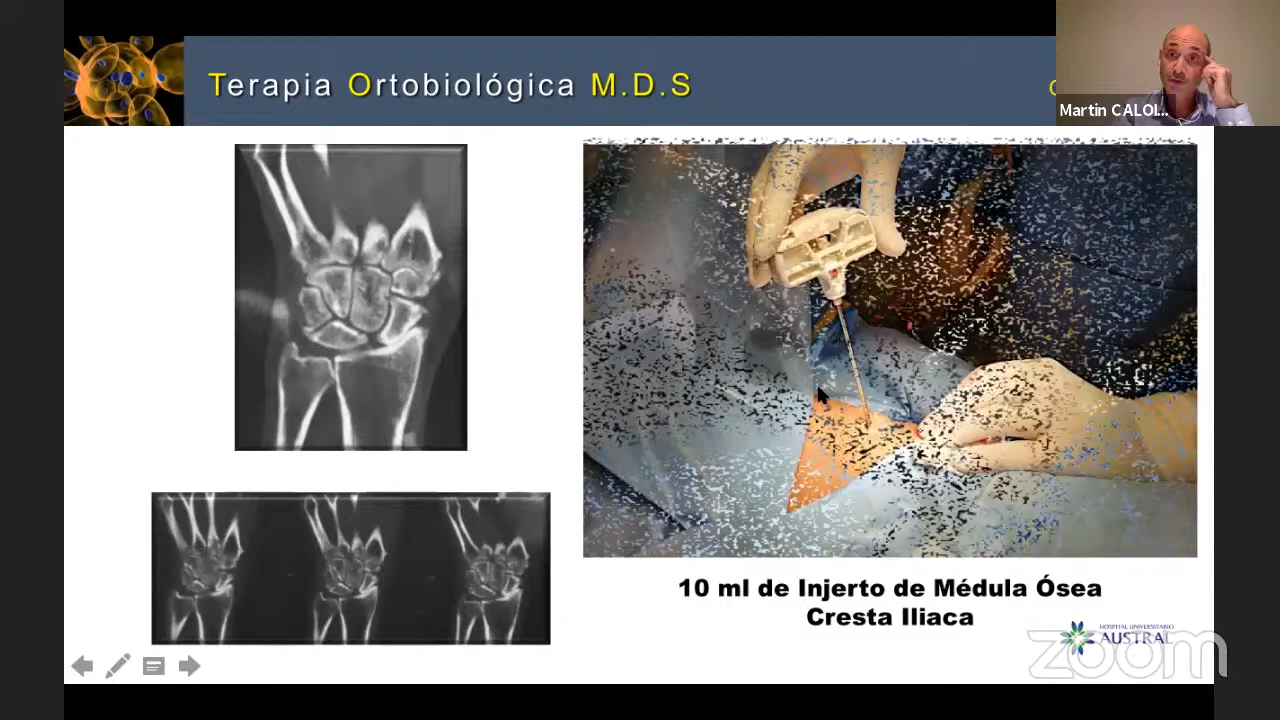 Terapia Ortobiológica M.D.S
Martin CALOI...
10 ml de Injerto de Médula Ósea
Cresta Iliaca
HOSPITAL UNIVERSITARIO
AUSTRAL
zoom